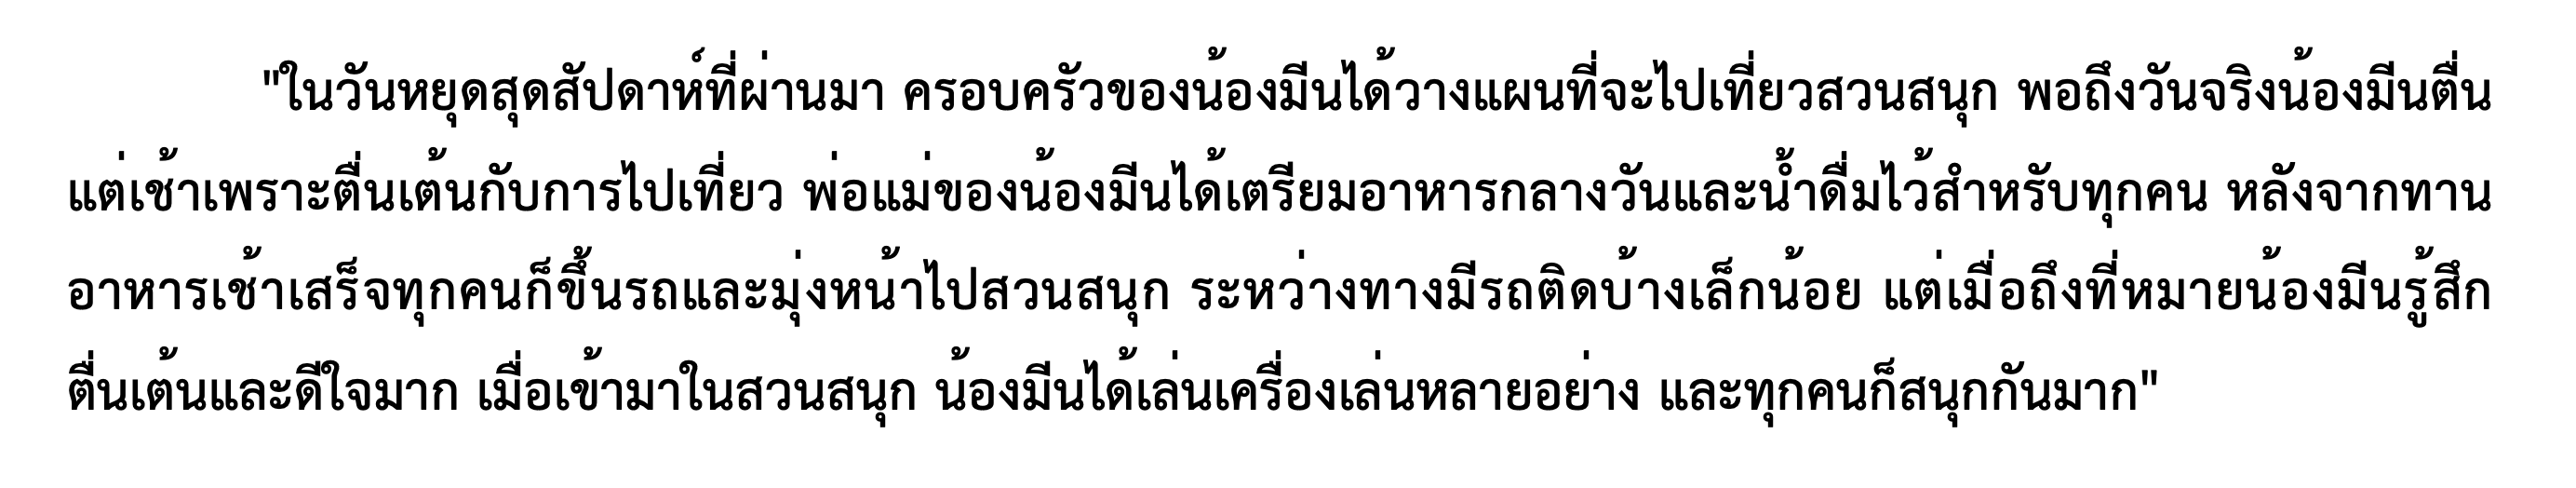 "ในวันหยุดสุดสัปดาห์ที่ผ่านมา ครอบครัวของน้องมีนได้วางแผนที่จะไปเที่ยวสวนสนุก พอถึงวันจริงน้องมีนตื่น
แต่เช้าเพราะตื่นเต้นกับการไปเที่ยว พ่อแม่ของน้องมีนได้เตรียมอาหารกลางวันและน้ำดื่มไว้สำหรับทุกคน หลังจากทาน
อาหารเช้าเสร็จทุกคนก็ขึ้นรถและมุ่งหน้าไปสวนสนุก ระหว่างทางมีรถติดบ้างเล็กน้อย แต่เมื่อถึงที่หมายน้องมีนรู้สึก
ตื่นเต้นและดีใจมาก เมื่อเข้ามาในสวนสนุก น้องมีนได้เล่นเครื่องเล่นหลายอย่าง และทุกคนก็สนุกกันมาก"